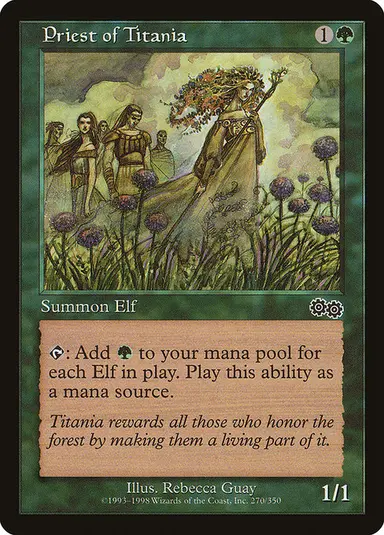 Priest of Titania 1
Summon Elf
: Add to your mana pool for
each Elf in play. Play this ability as
a mana source.
Titania rewards all those who honor the
forest by making them a living part of it.
Illus. Rebecca Guay
©1993–1998 Wizards of the Coast, Inc. 270/350
1/1